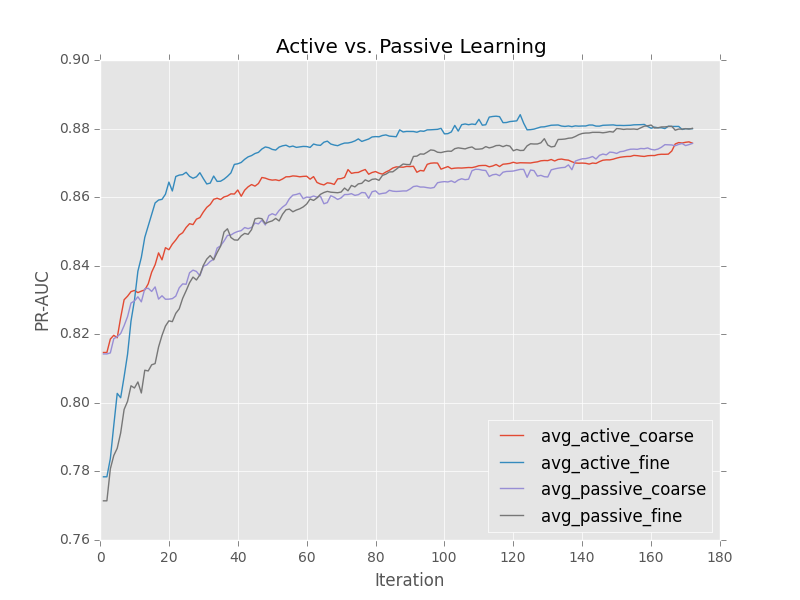 Active vs. Passive Learning
0.90
0.88
0.86
0.84
0.82
0.80
0.78
0.76
PR-AUC
avg_active_coarse
avg_active_fine
avg_passive_coarse
avg_passive_fine
0 20 40 60 80 100 120 140 160 180
Iteration